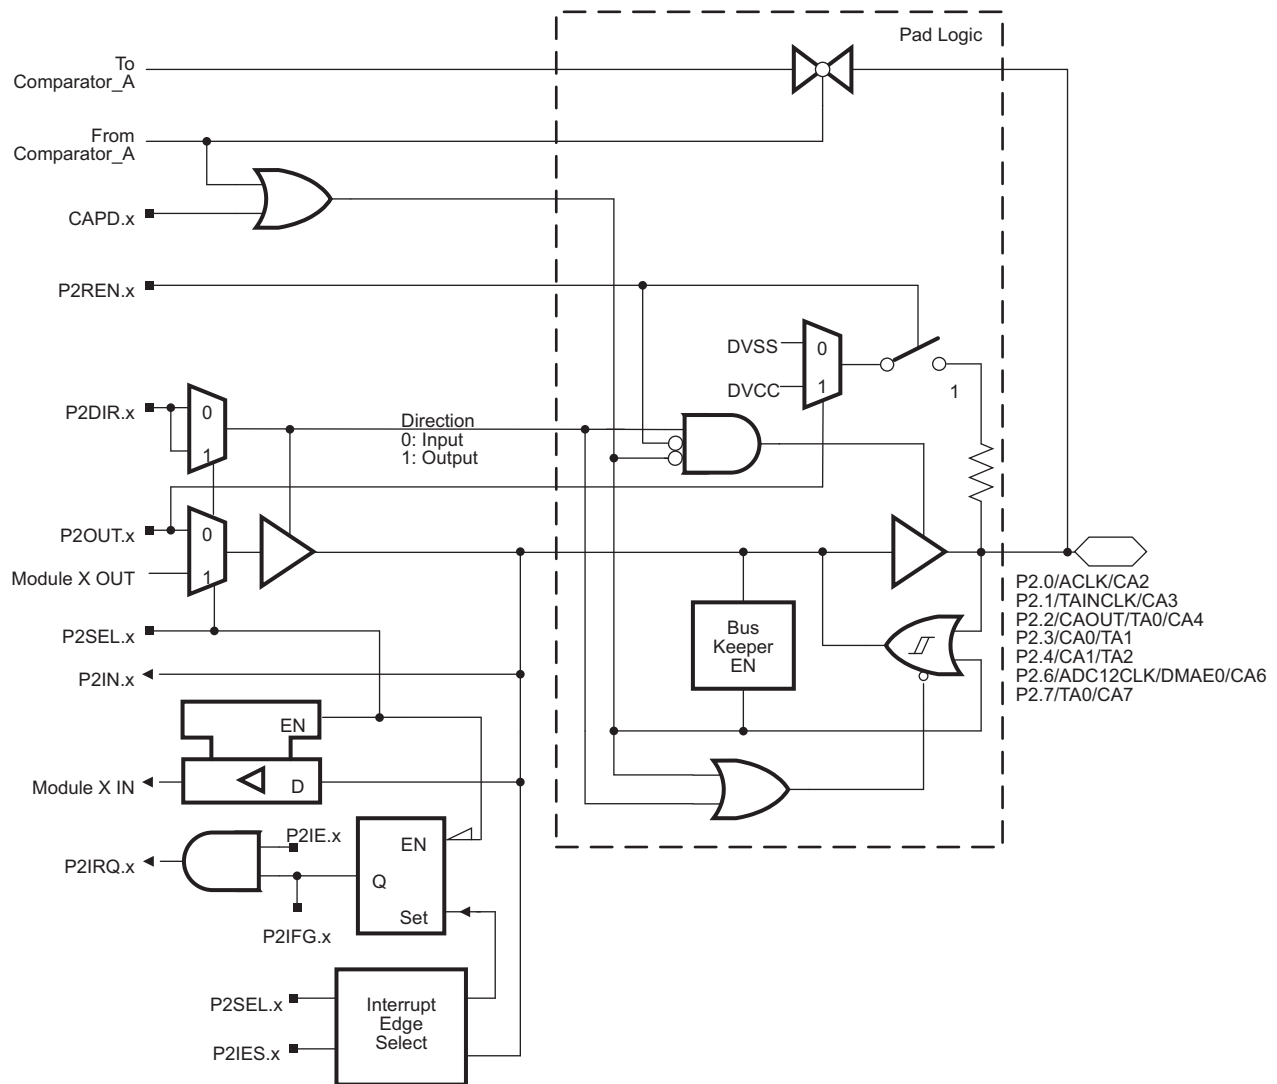 Pad Logic
To
Comparator_A
From
Comparator_A
CAPD.x
P2REN.x
DVSS
0
DVCC
1
1
P2DIR.x
0
1
Direction
0: Input
1: Output
P2OUT.x
0
Module X OUT
1
P2SEL.x
P2IN.x
Bus
Keeper
EN
P2.0/ACLK/CA2
P2.1/TAINCLK/CA3
P2.2/CAOUT/TA0/CA4
P2.3/CA0/TA1
P2.4/CA1/TA2
P2.6/ADC12CLK/DMAE0/CA6
P2.7/TA0/CA7
EN
Module X IN
D
P2IE.x
EN
P2IRQ.x
Q
Set
P2IFG.x
P2SEL.x
Interrupt
Edge
Select
P2IES.x